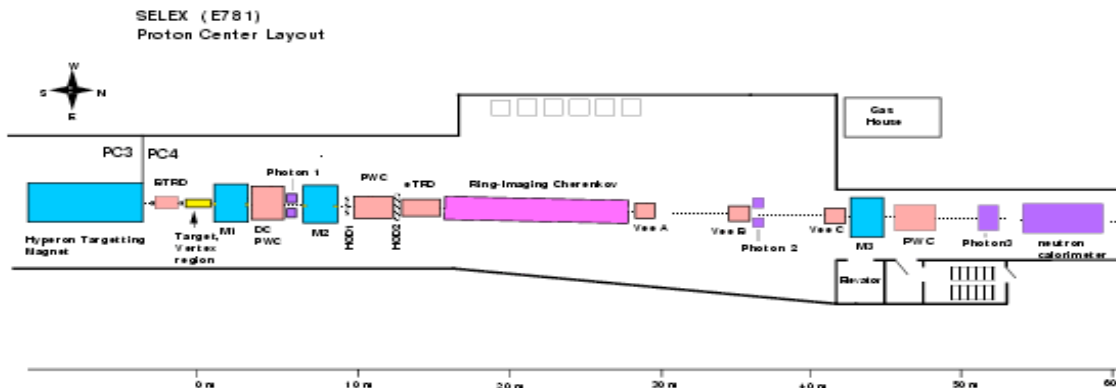 SELEX (E781)
Proton Center Layout
W
S
N
E
Gas
House
PC3
PC4
BTRD
Photon 1
PWC
eTRD
Ring-Imaging Cherenkov
Hyperon Targetting
Magnet
Target,
Vertex
region
M1
DC
PWC
M2
HOD1
HOD2
Vee A
Vee B
Photon 2
Vee C
M3
PWC
Photon3
neutron
calorimeter
Elevator
0 m
10 m
20 m
30 m
40 m
50 m